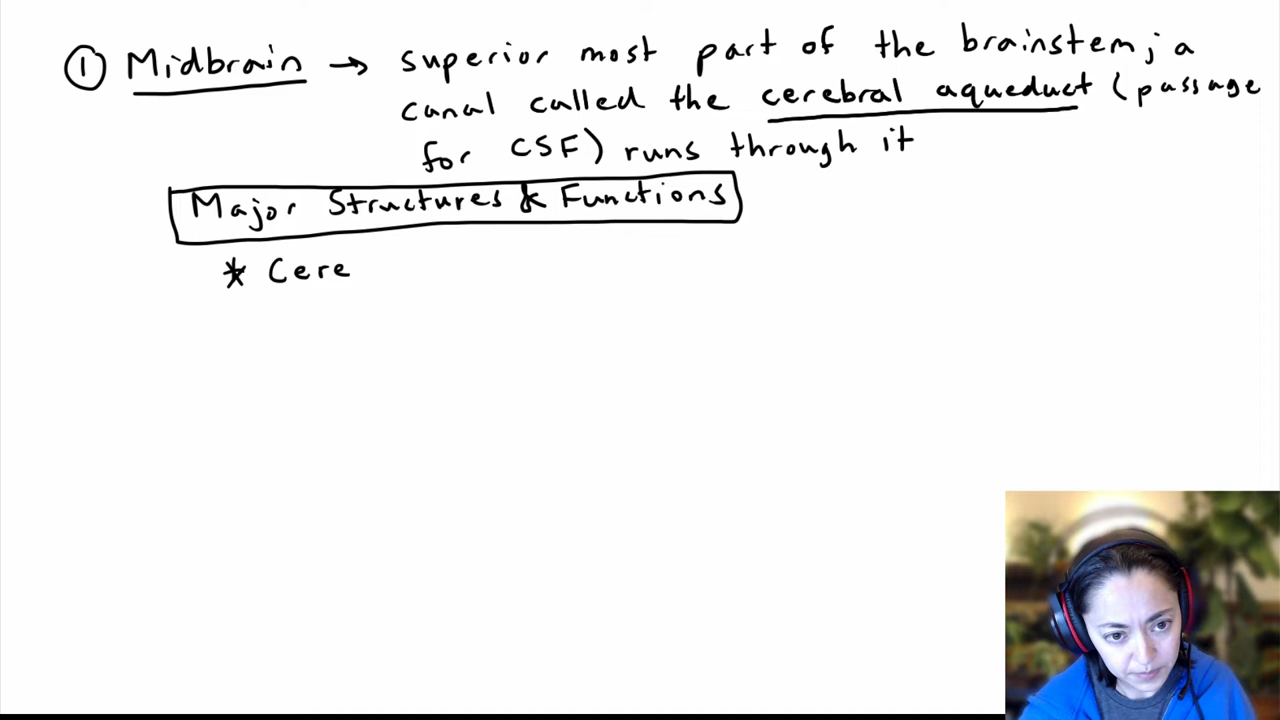 ① Midbrain → superior most part of the brainstem; a
canal called the cerebral aqueduct (passage
for CSF) runs through it
Major Structures & Functions
* Cere